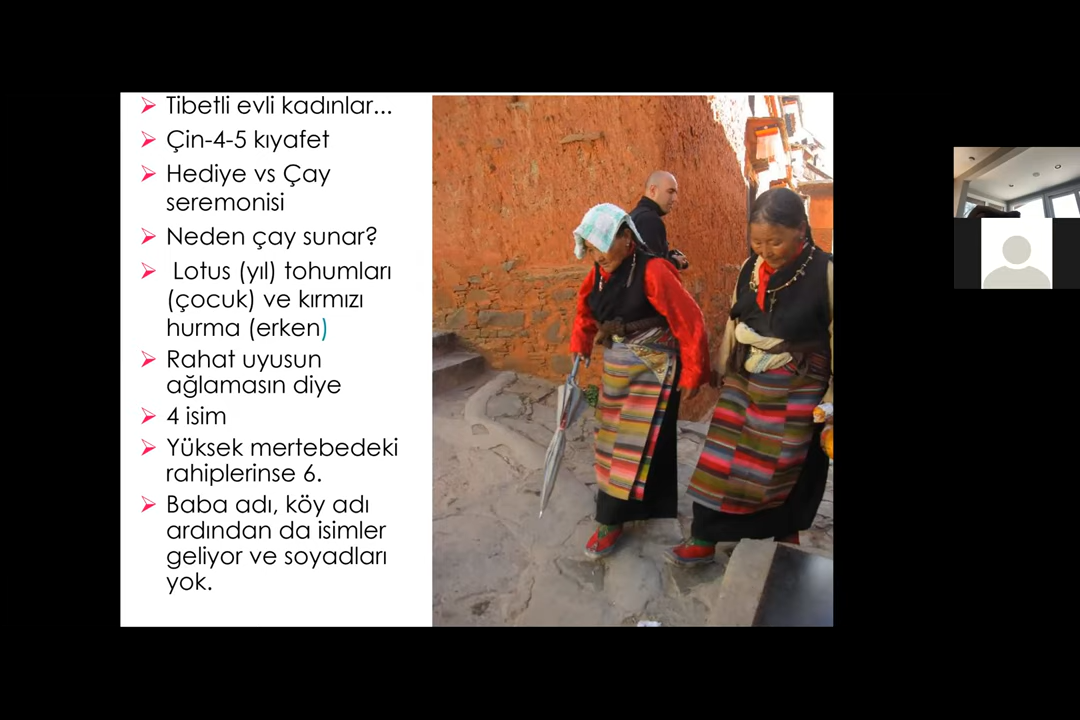 Tibetli evli kadınlar...
Çin-4-5 kıyafet
Hediye vs Çay
seremonisi
Neden çay sunar?
Lotus (yıl) tohumları
(çocuk) ve kırmızı
hurma (erken)
Rahat uyusun
ağlamasın diye
4 isim
Yüksek mertebedeki
rahiplerinse 6.
Baba adı, köy adı
ardından da isimler
geliyor ve soyadları
yok.